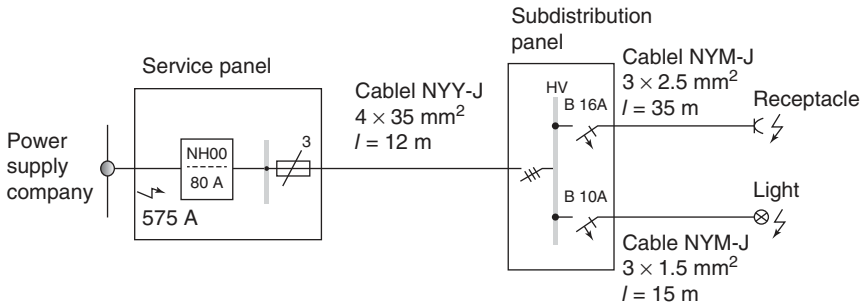 Subdistribution
panel
Service panel
Cablel NYY-J
4 × 35 mm²
l = 12 m
Cablel NYM-J
3 × 2.5 mm²
l = 35 m
HV
B 16A
Receptacle
Power
supply
company
NH00
80 A
3
575 A
B 10A
Light
Cable NYM-J
3 × 1.5 mm²
l = 15 m